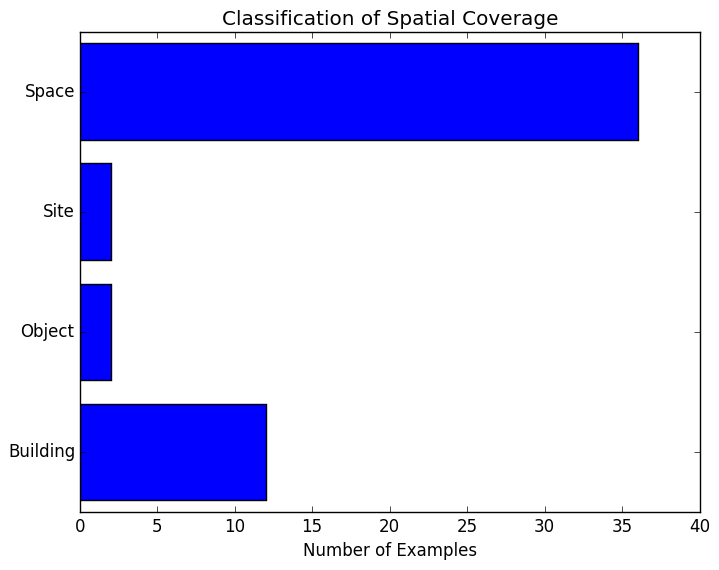 Classification of Spatial Coverage
Space
Site
Object
Building
0 5 10 15 20 25 30 35 40
Number of Examples